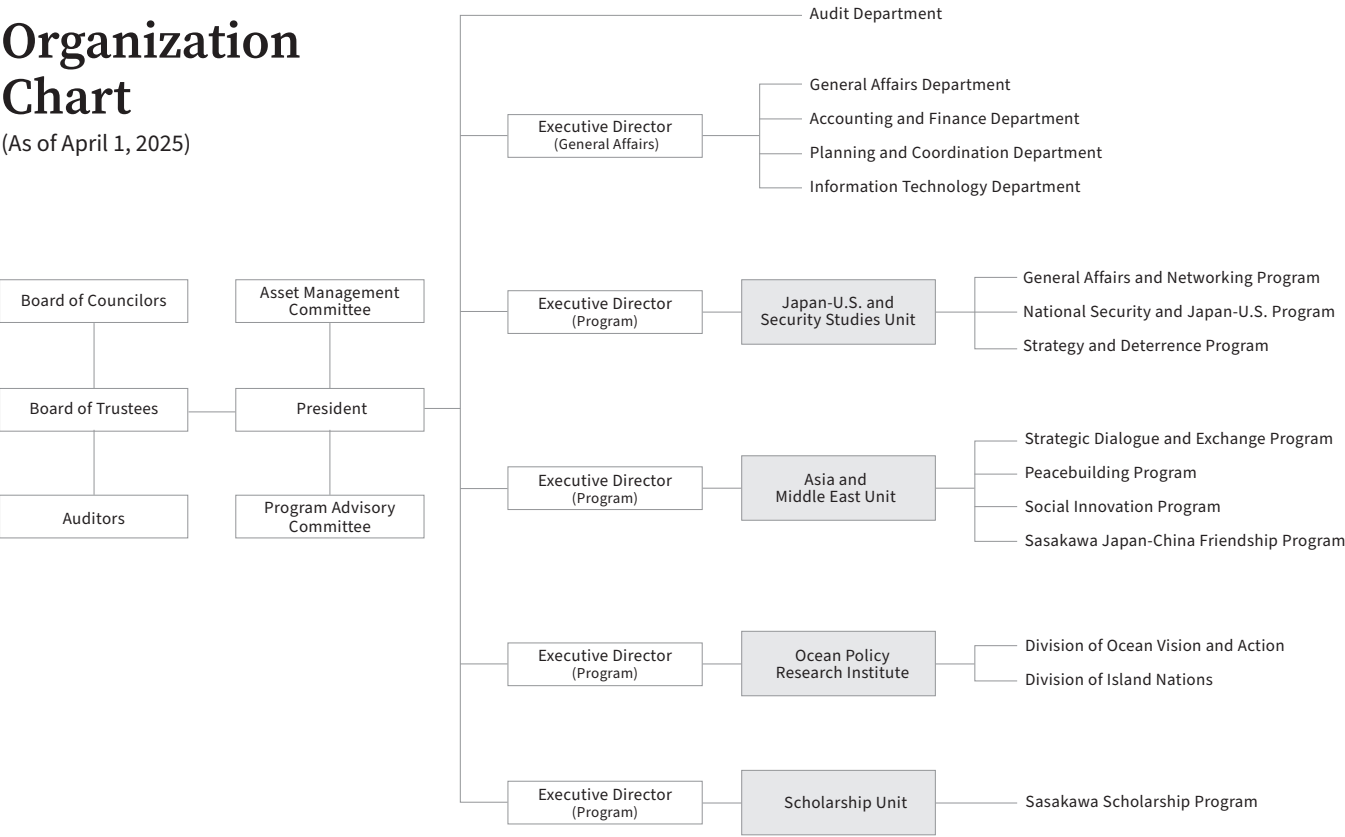 Organization
Chart
(As of April 1, 2025)
Board of Councilors
Board of Trustees
Auditors
Asset Management
Committee
President
Program Advisory
Committee
Audit Department
Executive Director
(General Affairs)
General Affairs Department
Accounting and Finance Department
Planning and Coordination Department
Information Technology Department
Executive Director
(Program)
Japan-U.S. and
Security Studies Unit
General Affairs and Networking Program
National Security and Japan-U.S. Program
Strategy and Deterrence Program
Executive Director
(Program)
Asia and
Middle East Unit
Strategic Dialogue and Exchange Program
Peacebuilding Program
Social Innovation Program
Sasakawa Japan-China Friendship Program
Executive Director
(Program)
Ocean Policy
Research Institute
Division of Ocean Vision and Action
Division of Island Nations
Executive Director
(Program)
Scholarship Unit
Sasakawa Scholarship Program